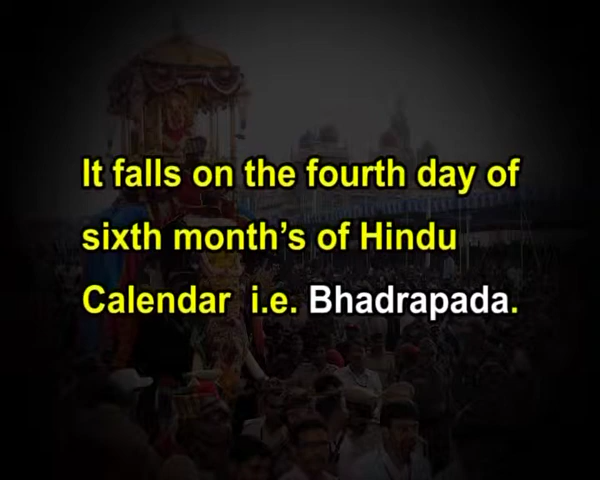 It falls on the fourth day of
sixth month's of Hindu
Calendar i.e. Bhadrapada.